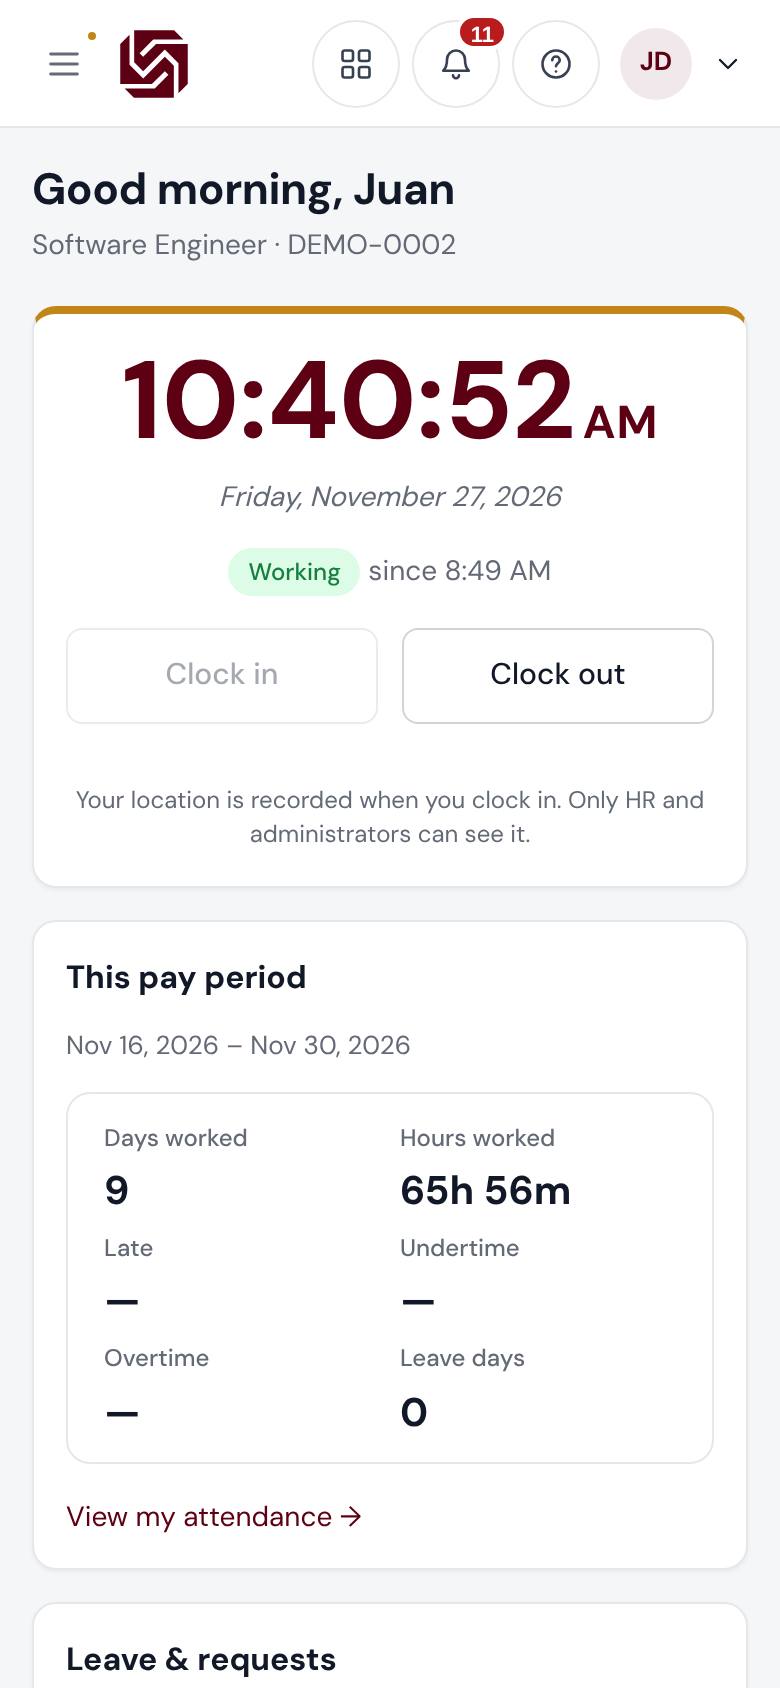 11
JD
Good morning, Juan
Software Engineer · DEMO-0002
10:40:52 AM
Friday, November 27, 2026
Working since 8:49 AM
Clock in
Clock out
Your location is recorded when you clock in. Only HR and
administrators can see it.
This pay period
Nov 16, 2026 – Nov 30, 2026
Days worked
Hours worked
9
65h 56m
Late
Undertime
—
—
Overtime
Leave days
—
0
View my attendance →
Leave & requests